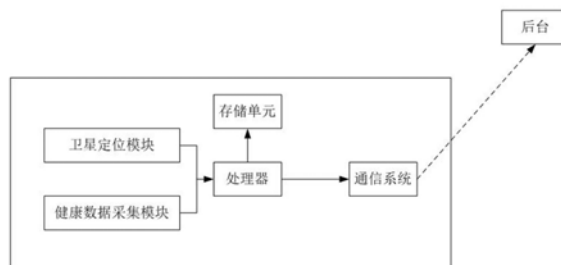 后台
存储单元
卫星定位模块
处理器
通信系统
健康数据采集模块